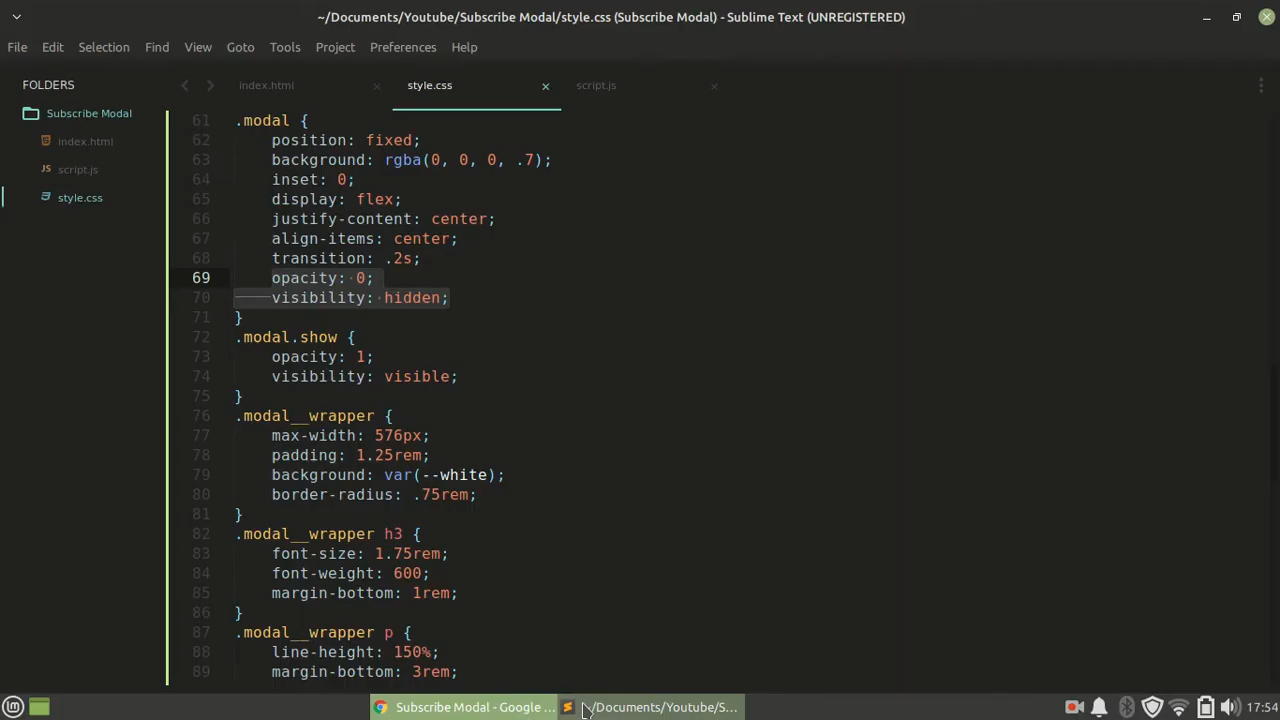 ~/Documents/Youtube/Subscribe Modal/style.css (Subscribe Modal) - Sublime Text (UNREGISTERED)
File Edit Selection Find View Goto Tools Project Preferences Help
FOLDERS
Subscribe Modal
index.html
JS script.js
style.css
index.html × style.css × script.js ×
61 .modal {
62 position: fixed;
63 background: rgba(0, 0, 0, .7);
64 inset: 0;
65 display: flex;
66 justify-content: center;
67 align-items: center;
68 transition: .2s;
69 opacity: 0;
70 visibility: hidden;
71 }
72 .modal.show {
73 opacity: 1;
74 visibility: visible;
75 }
76 .modal__wrapper {
77 max-width: 576px;
78 padding: 1.25rem;
79 background: var(--white);
80 border-radius: .75rem;
81 }
82 .modal__wrapper h3 {
83 font-size: 1.75rem;
84 font-weight: 600;
85 margin-bottom: 1rem;
86 }
87 .modal__wrapper p {
88 line-height: 150%;
89 margin-bottom: 3rem;
Subscribe Modal - Google ... /Documents/Youtube/S... 17:54